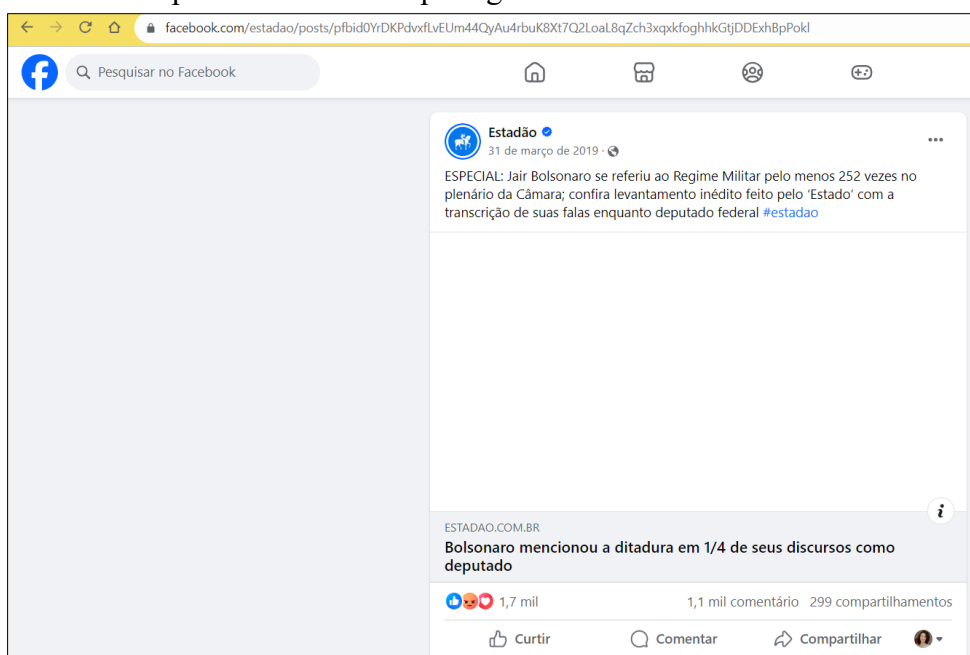 facebook.com/estadao/posts/pfbid0YrDKPdvxfLvEUm44QyAu4rbuK8Xt7Q2LoaL8qZch3xqxkfoghhkGtjDDExhBpPokl
Pesquisar no Facebook
Estadão
31 de março de 2019 ·
ESPECIAL: Jair Bolsonaro se referiu ao Regime Militar pelo menos 252 vezes no
plenário da Câmara; confira levantamento inédito feito pelo 'Estado' com a
transcrição de suas falas enquanto deputado federal #estadao
ESTADAO.COM.BR
Bolsonaro mencionou a ditadura em 1/4 de seus discursos como
deputado
1,7 mil 1,1 mil comentário 299 compartilhamentos
Curtir Comentar Compartilhar